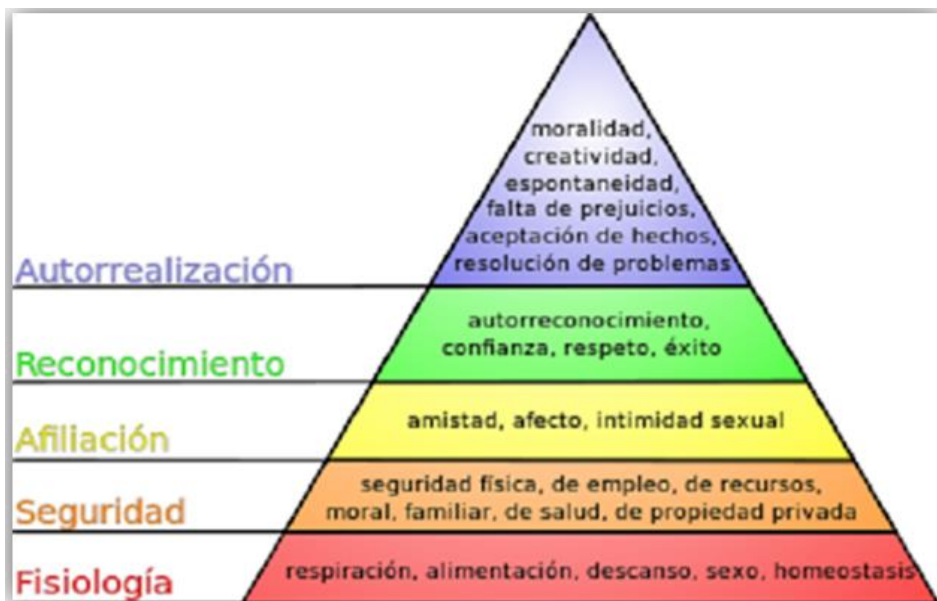 moralidad,
creatividad,
espontaneidad,
falta de prejuicios,
aceptación de hechos,
resolución de problemas
Autorrealización
autorreconocimiento,
confianza, respeto, éxito
Reconocimiento
amistad, afecto, intimidad sexual
Afiliación
seguridad física, de empleo, de recursos,
moral, familiar, de salud, de propiedad privada
Seguridad
respiración, alimentación, descanso, sexo, homeostasis
Fisiología